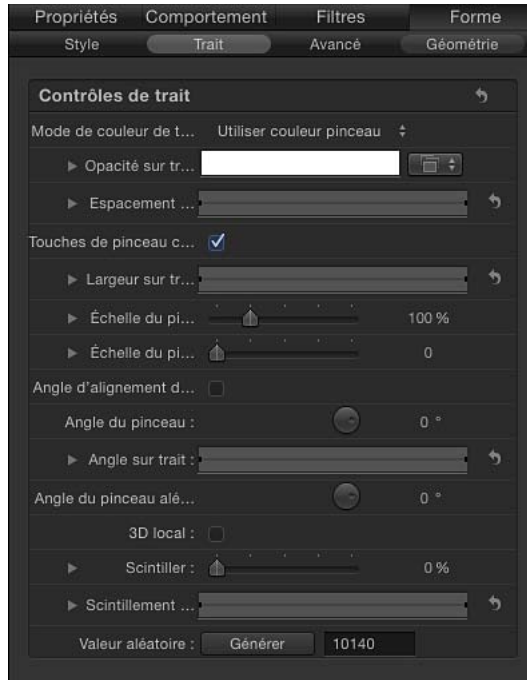 Propriétés Comportement Filtres Forme
Style Trait Avancé Géométrie
Contrôles de trait
Mode de couleur de t... Utiliser couleur pinceau
Opacité sur tr...
Espacement ...
Touches de pinceau c...
Largeur sur tr...
Échelle du pi... 100 %
Échelle du pi... 0
Angle d'alignement d...
Angle du pinceau : 0 °
Angle sur trait :
Angle du pinceau alé... 0 °
3D local :
Scintiller : 0 %
Scintillement ...
Valeur aléatoire : Générer 10140